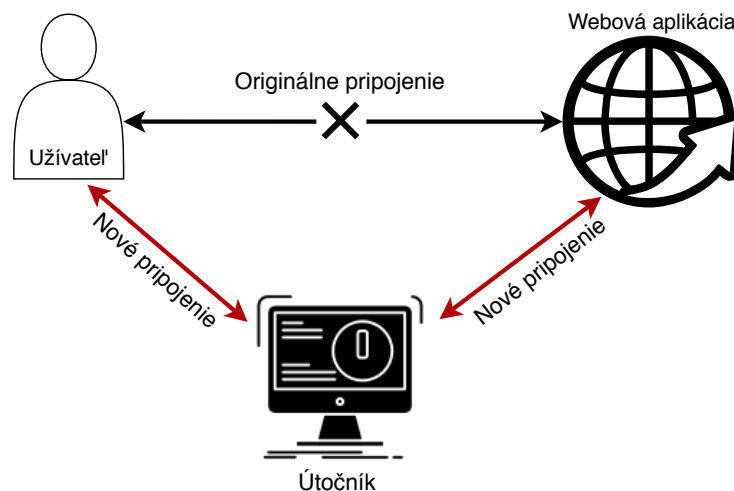 Webová aplikácia
Originálne pripojenie
Užívateľ
Nové pripojenie
Nové pripojenie
Útočník